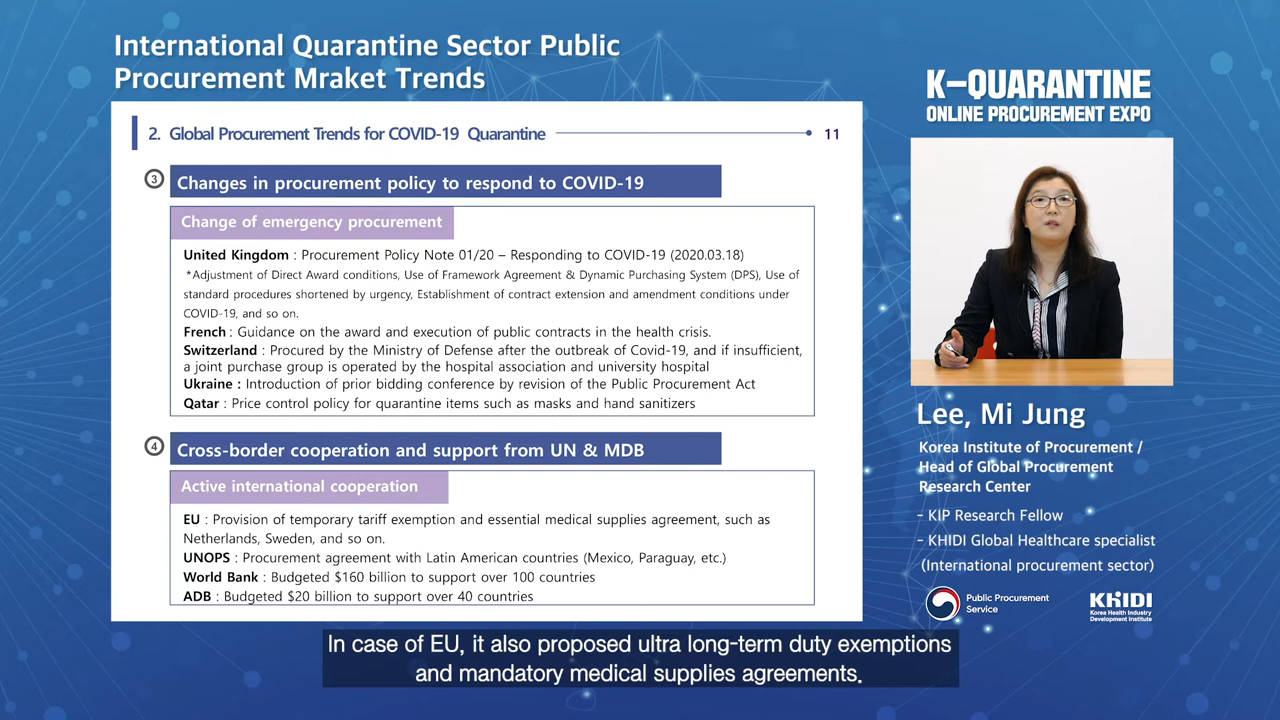 International Quarantine Sector Public
Procurement Mraket Trends
2. Global Procurement Trends for COVID-19 Quarantine
11
3
Changes in procurement policy to respond to COVID-19
Change of emergency procurement
United Kingdom : Procurement Policy Note 01/20 – Responding to COVID-19 (2020.03.18)
*Adjustment of Direct Award conditions, Use of Framework Agreement & Dynamic Purchasing System (DPS), Use of
standard procedures shortened by urgency, Establishment of contract extension and amendment conditions under
COVID-19, and so on.
French : Guidance on the award and execution of public contracts in the health crisis.
Switzerland : Procured by the Ministry of Defense after the outbreak of Covid-19, and if insufficient,
a joint purchase group is operated by the hospital association and university hospital
Ukraine : Introduction of prior bidding conference by revision of the Public Procurement Act
Qatar : Price control policy for quarantine items such as masks and hand sanitizers
4
Cross-border cooperation and support from UN & MDB
Active international cooperation
EU : Provision of temporary tariff exemption and essential medical supplies agreement, such as
Netherlands, Sweden, and so on.
UNOPS : Procurement agreement with Latin American countries (Mexico, Paraguay, etc.)
World Bank : Budgeted $160 billion to support over 100 countries
ADB : Budgeted $20 billion to support over 40 countries
K-QUARANTINE
ONLINE PROCUREMENT EXPO
Lee, Mi Jung
Korea Institute of Procurement /
Head of Global Procurement
Research Center
- KIP Research Fellow
- KHIDI Global Healthcare specialist
(International procurement sector)
Public Procurement
Service
KHIDI
Korea Health Industry
Development Institute
In case of EU, it also proposed ultra long-term duty exemptions
and mandatory medical supplies agreements.